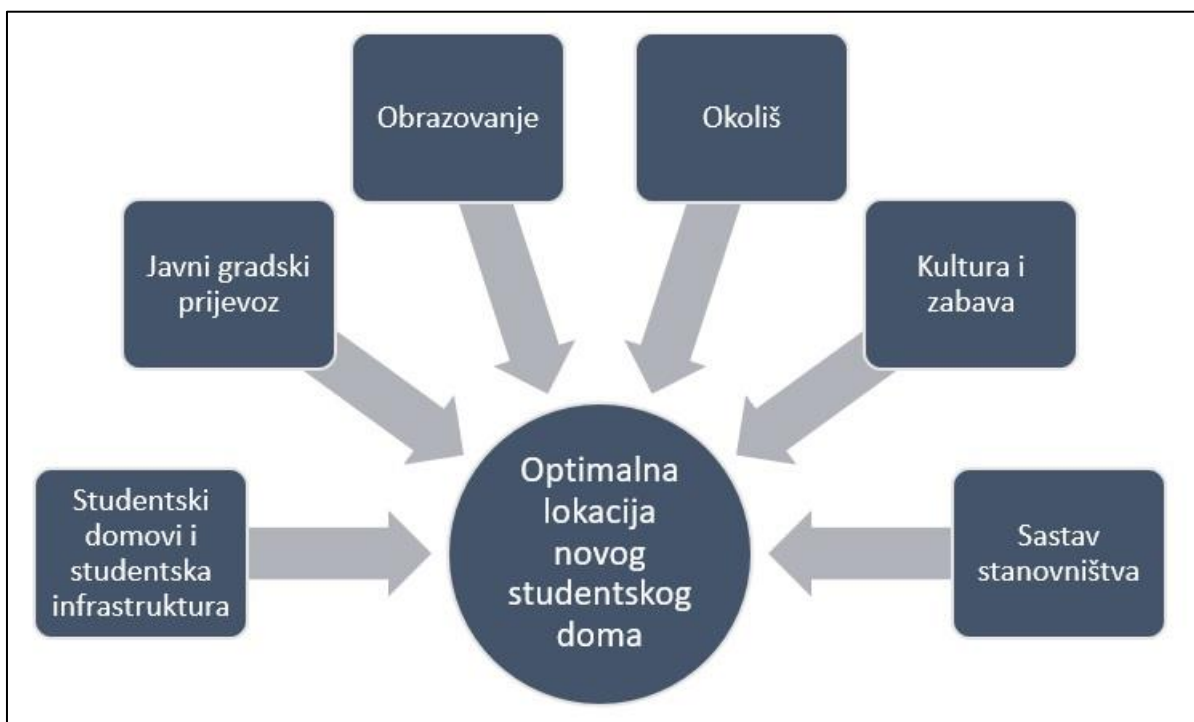 Obrazovanje
Okoliš
Javni gradski
prijevoz
Kultura i
zabava
Studentski
domovi i
studentska
infrastruktura
Optimalna
lokacija
novog
studentskog
doma
Sastav
stanovništva